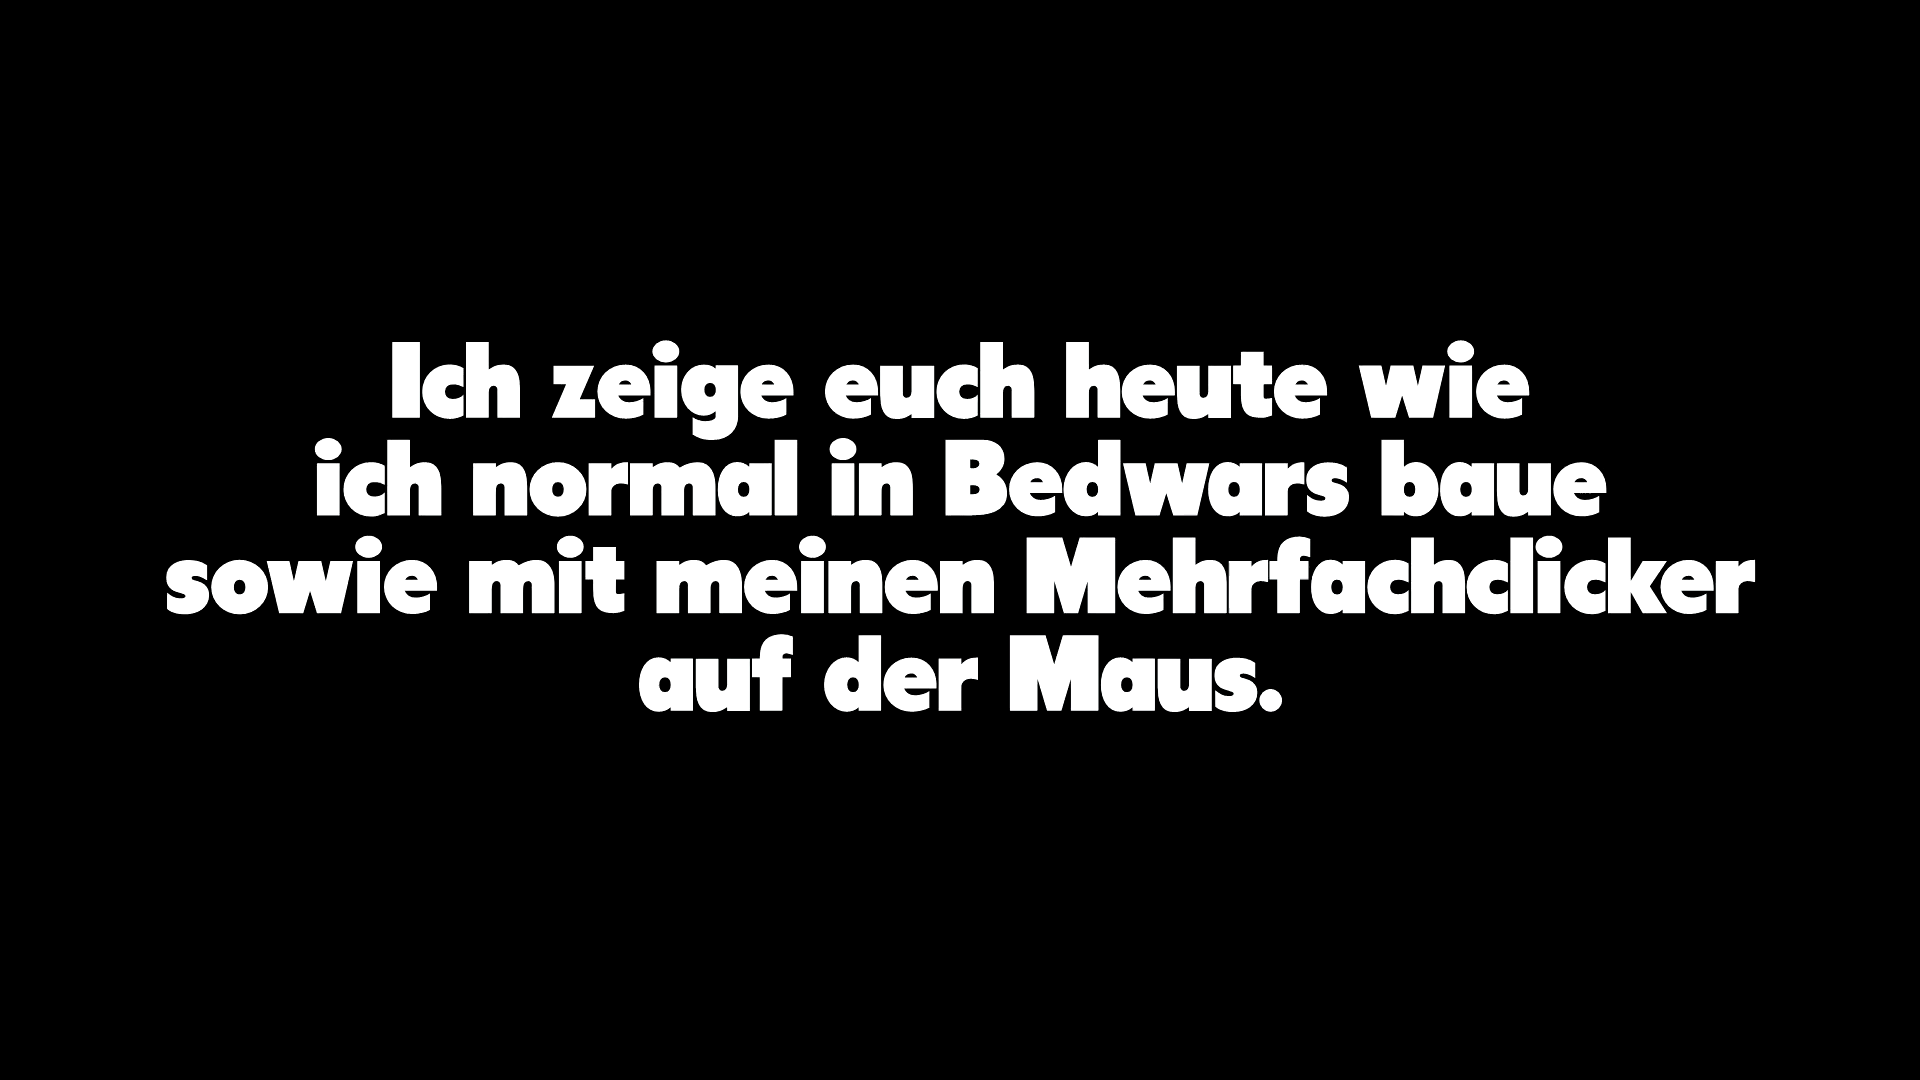 Ich zeige euch heute wie
ich normal in Bedwars baue
sowie mit meinen Mehrfachclicker
auf der Maus.